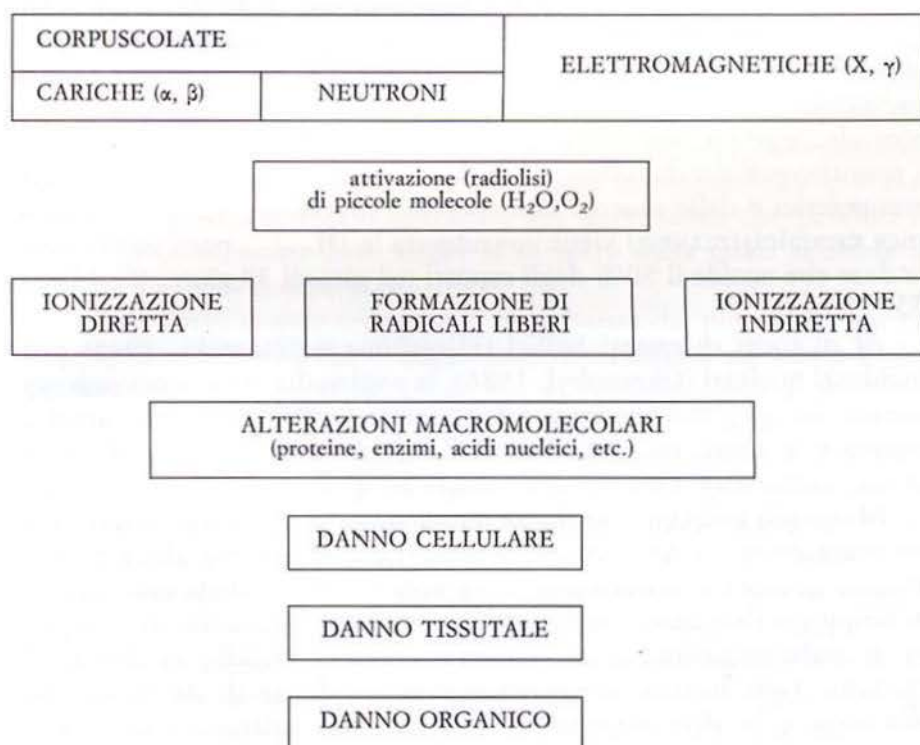 CORPUSCOLATE
ELETTROMAGNETICHE (X, γ)
CARICHE (α, β)
NEUTRONI
attivazione (radiolisi)
di piccole molecole (H₂O,O₂)
IONIZZAZIONE
DIRETTA
FORMAZIONE DI
RADICALI LIBERI
IONIZZAZIONE
INDIRETTA
ALTERAZIONI MACROMOLECOLARI
(proteine, enzimi, acidi nucleici, etc.)
DANNO CELLULARE
DANNO TISSUTALE
DANNO ORGANICO